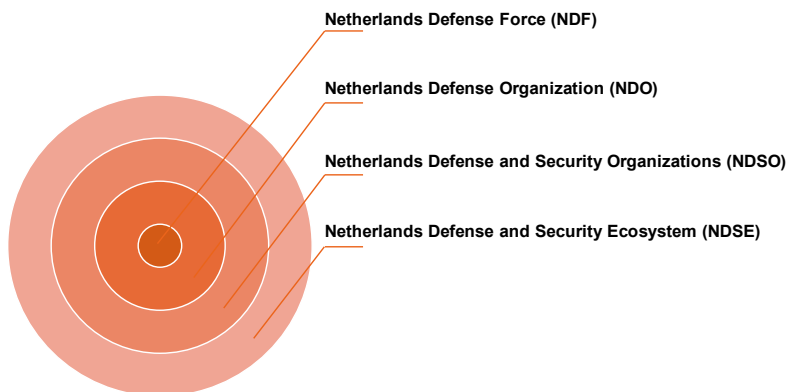 Netherlands Defense Force (NDF)
Netherlands Defense Organization (NDO)
Netherlands Defense and Security Organizations (NDSO)
Netherlands Defense and Security Ecosystem (NDSE)